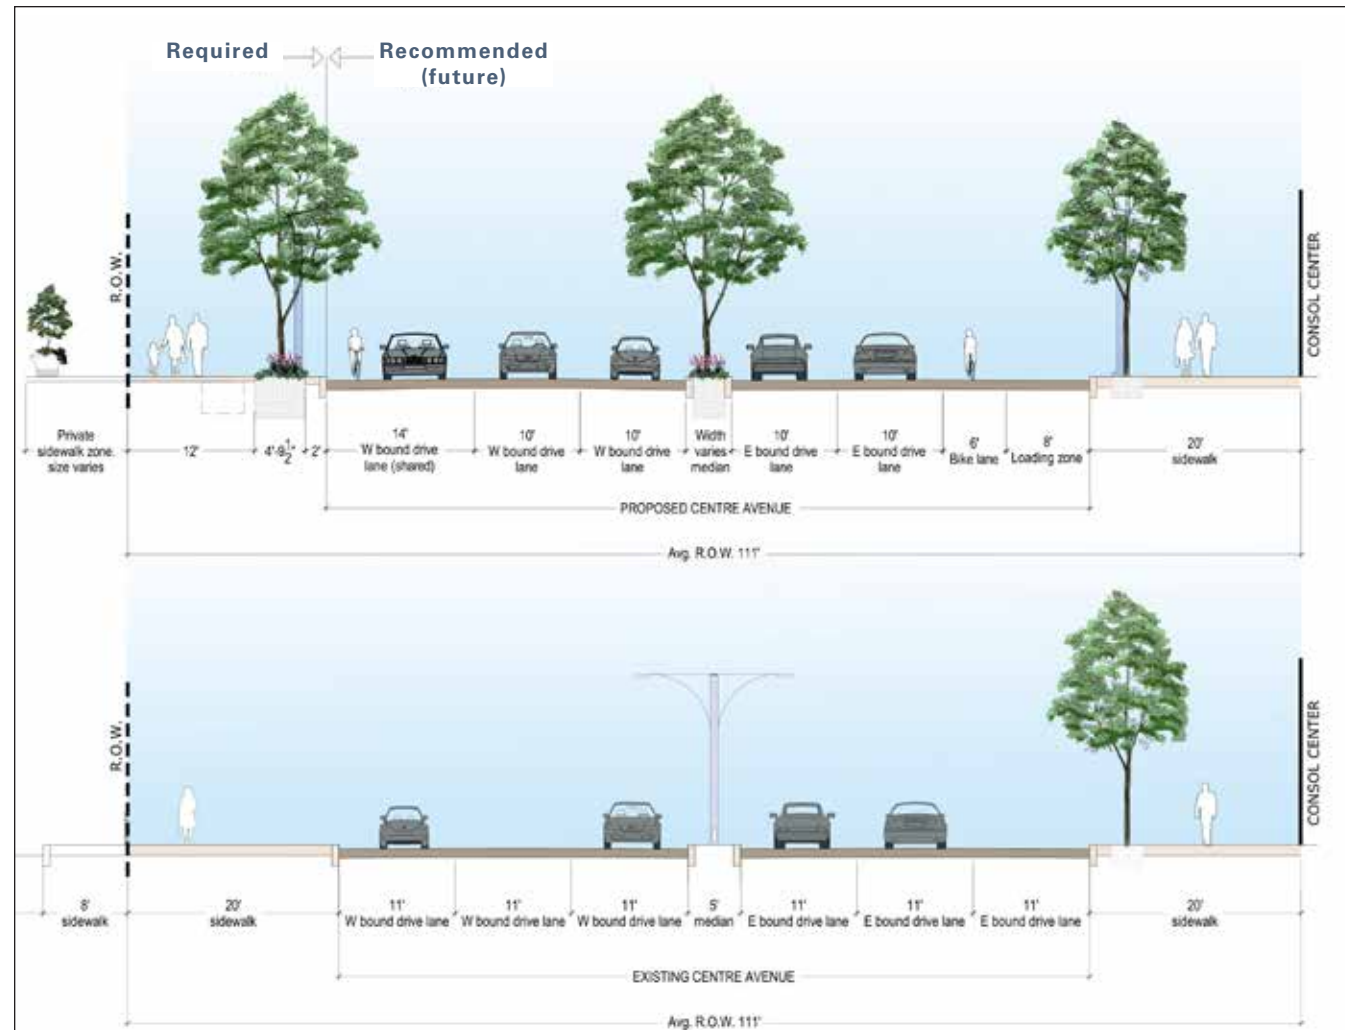 Required
Recommended
(future)
R.O.W.
CONSOL CENTER
Private
sidewalk zone.
size varies
12'
4'-9 1/2"
2'
14'
W bound drive
lane (shared)
10'
W bound drive
lane
10'
W bound drive
lane
Width
varies
median
10'
E bound drive
lane
10'
E bound drive
lane
6'
Bike lane
8'
Loading zone
20'
sidewalk
PROPOSED CENTRE AVENUE
Avg. R.O.W. 111'
R.O.W.
CONSOL CENTER
8'
sidewalk
20'
sidewalk
11'
W bound drive lane
11'
W bound drive lane
11'
W bound drive lane
5'
median
11'
E bound drive lane
11'
E bound drive lane
11'
E bound drive lane
20'
sidewalk
EXISTING CENTRE AVENUE
Avg. R.O.W. 111'